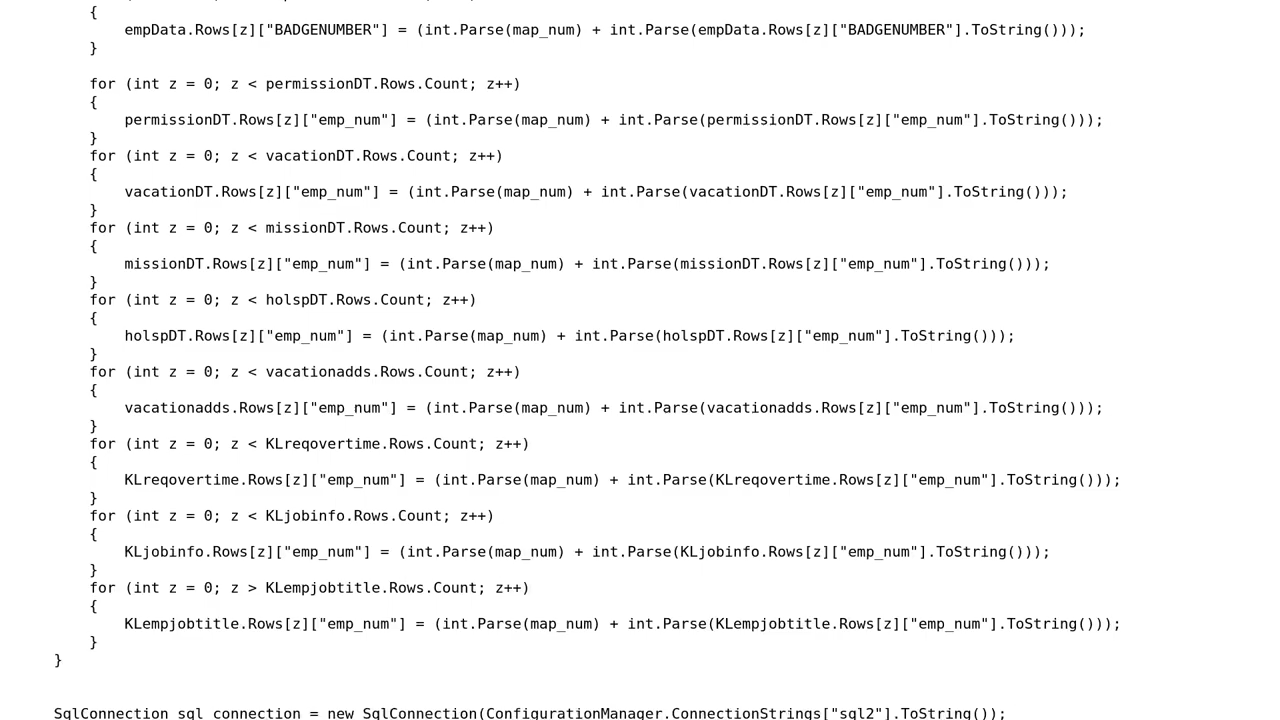 {
empData.Rows[z]["BADGENUMBER"] = (int.Parse(map_num) + int.Parse(empData.Rows[z]["BADGENUMBER"].ToString()));
}
for (int z = 0; z < permissionDT.Rows.Count; z++)
{
permissionDT.Rows[z]["emp_num"] = (int.Parse(map_num) + int.Parse(permissionDT.Rows[z]["emp_num"].ToString()));
}
for (int z = 0; z < vacationDT.Rows.Count; z++)
{
vacationDT.Rows[z]["emp_num"] = (int.Parse(map_num) + int.Parse(vacationDT.Rows[z]["emp_num"].ToString()));
}
for (int z = 0; z < missionDT.Rows.Count; z++)
{
missionDT.Rows[z]["emp_num"] = (int.Parse(map_num) + int.Parse(missionDT.Rows[z]["emp_num"].ToString()));
}
for (int z = 0; z < holspDT.Rows.Count; z++)
{
holspDT.Rows[z]["emp_num"] = (int.Parse(map_num) + int.Parse(holspDT.Rows[z]["emp_num"].ToString()));
}
for (int z = 0; z < vacationadds.Rows.Count; z++)
{
vacationadds.Rows[z]["emp_num"] = (int.Parse(map_num) + int.Parse(vacationadds.Rows[z]["emp_num"].ToString()));
}
for (int z = 0; z < KLreqovertime.Rows.Count; z++)
{
KLreqovertime.Rows[z]["emp_num"] = (int.Parse(map_num) + int.Parse(KLreqovertime.Rows[z]["emp_num"].ToString()));
}
for (int z = 0; z < KLjobinfo.Rows.Count; z++)
{
KLjobinfo.Rows[z]["emp_num"] = (int.Parse(map_num) + int.Parse(KLjobinfo.Rows[z]["emp_num"].ToString()));
}
for (int z = 0; z > KLempjobtitle.Rows.Count; z++)
{
KLempjobtitle.Rows[z]["emp_num"] = (int.Parse(map_num) + int.Parse(KLempjobtitle.Rows[z]["emp_num"].ToString()));
}
}
SqlConnection sql_connection = new SqlConnection(ConfigurationManager.ConnectionStrings["sql2"].ToString());